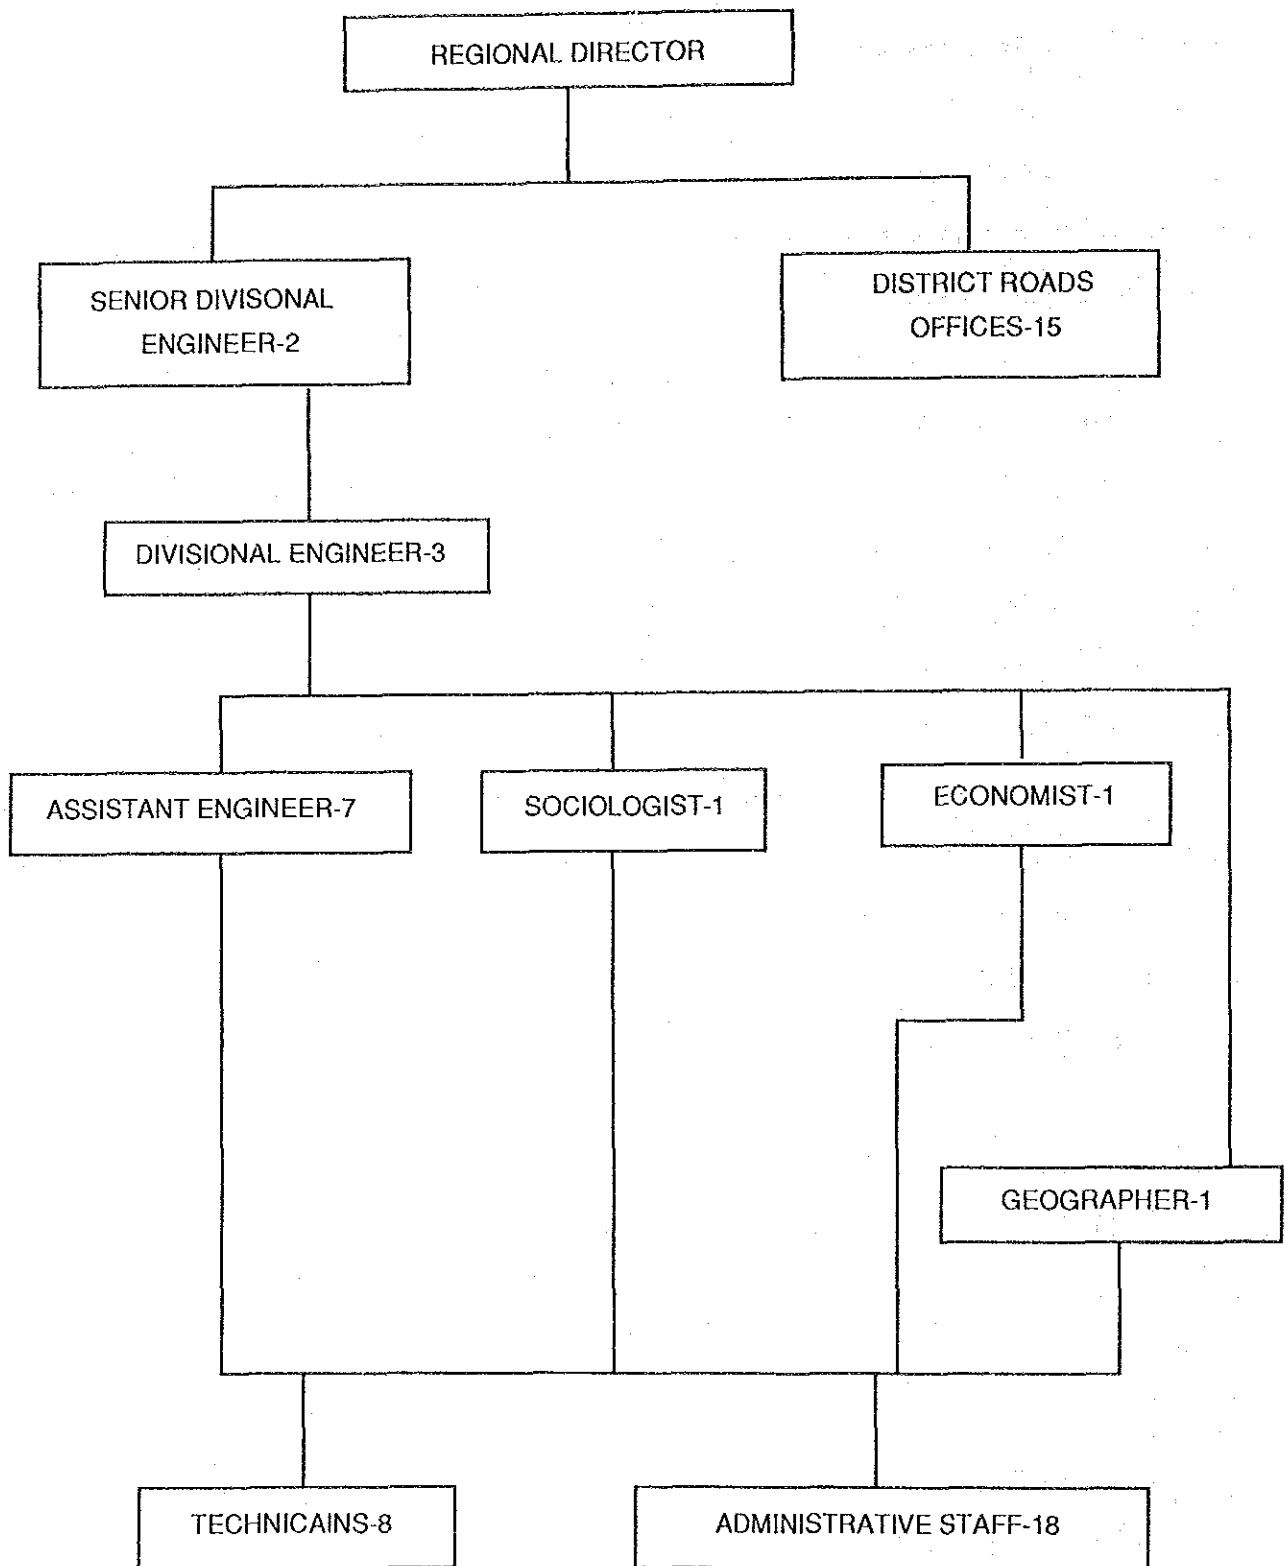 REGIONAL DIRECTOR
SENIOR DIVISONAL
ENGINEER-2
DISTRICT ROADS
OFFICES-15
DIVISIONAL ENGINEER-3
ASSISTANT ENGINEER-7
SOCIOLOGIST-1
ECONOMIST-1
GEOGRAPHER-1
TECHNICAINS-8
ADMINISTRATIVE STAFF-18